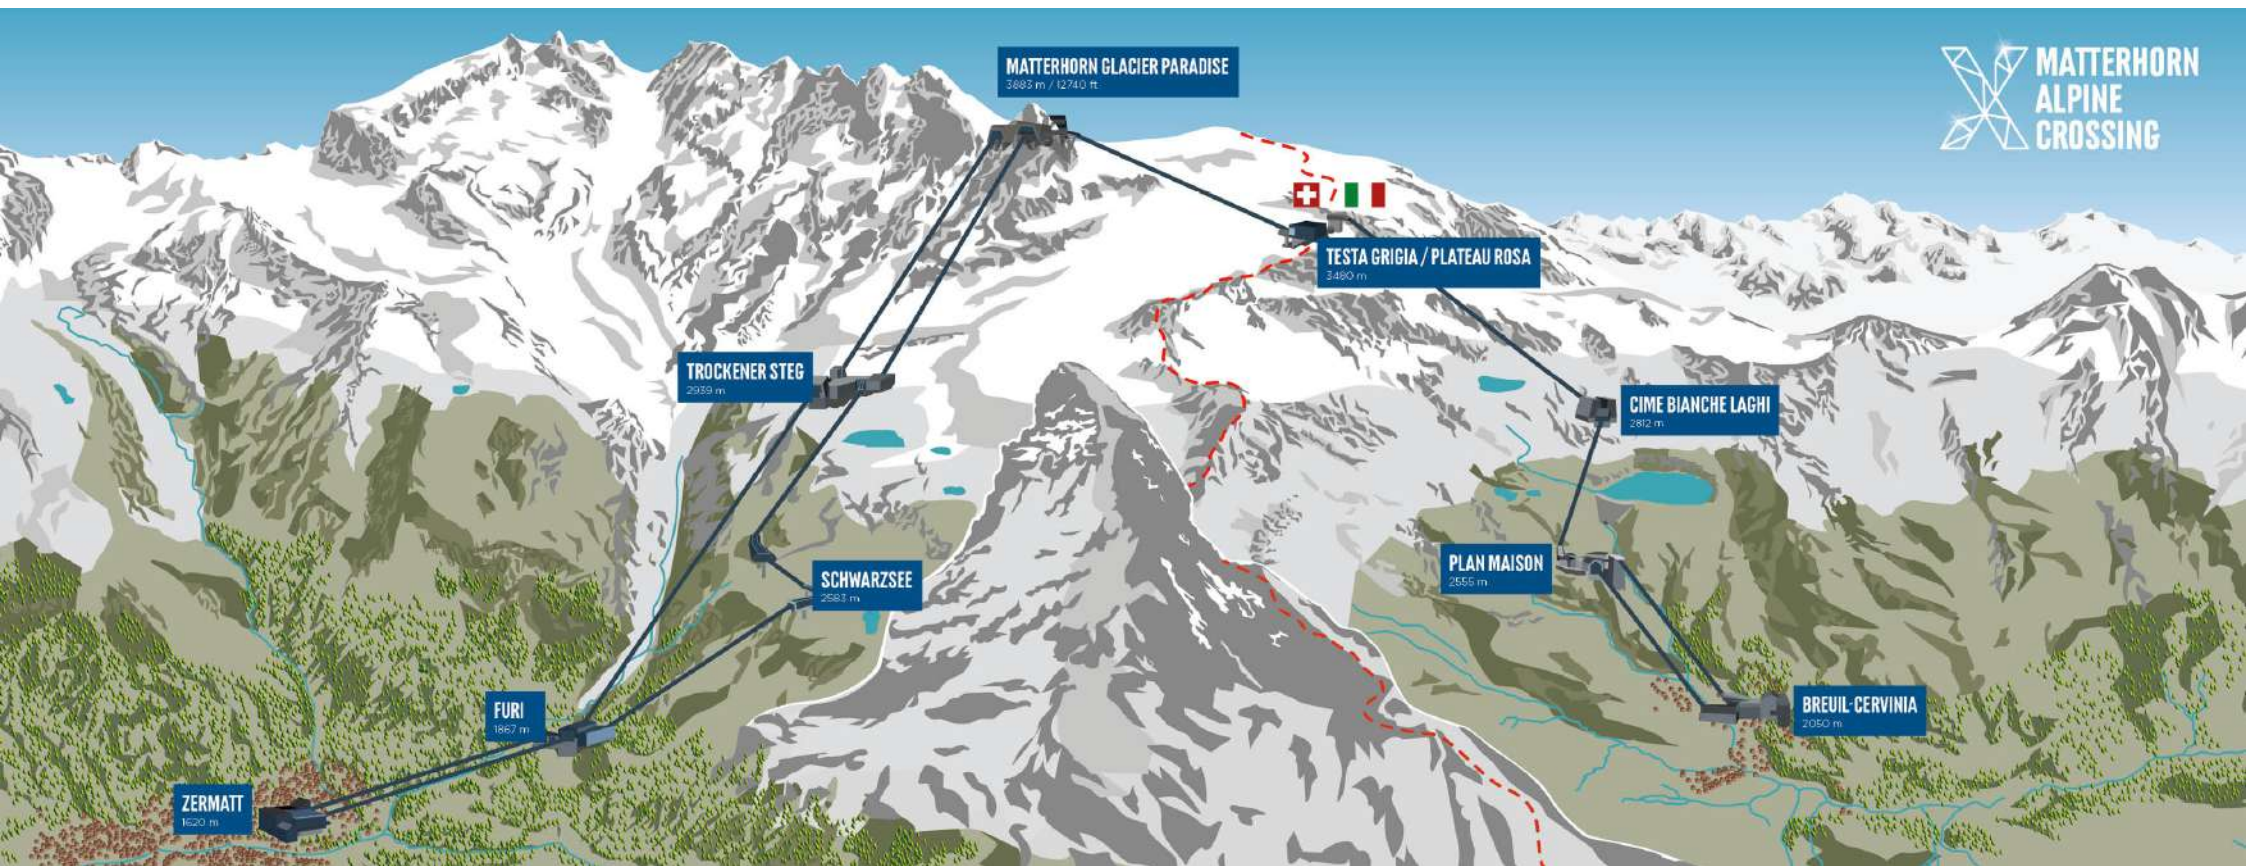 MATTERHORN GLACIER PARADISE
3883 m / 12740 ft
MATTERHORN
ALPINE
CROSSING
TESTA GRIGIA / PLATEAU ROSA
3480 m
TROCKENER STEG
2939 m
CIME BIANCHE LAGHI
2812 m
PLAN MAISON
2555 m
SCHWARZSEE
2583 m
FURI
1867 m
BREUIL-CERVINIA
2050 m
ZERMATT
1620 m